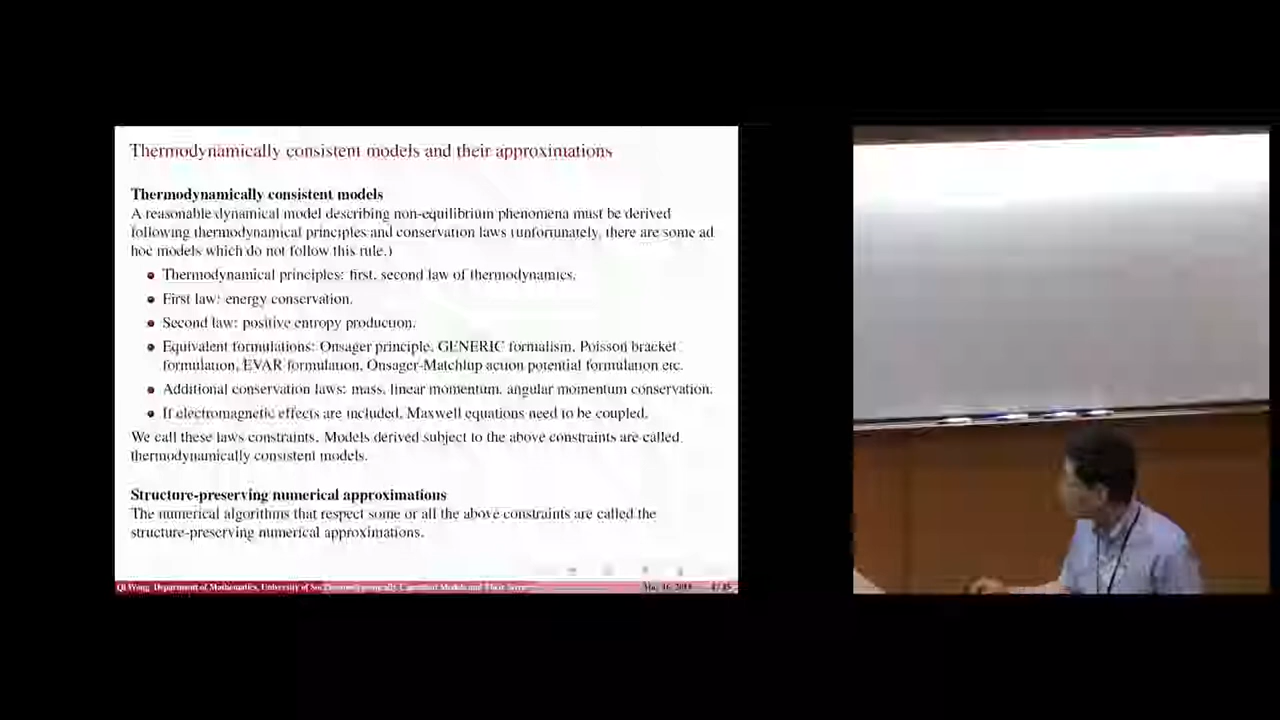 Thermodynamically consistent models and their approximations
Thermodynamically consistent models
A reasonable dynamical model describing non-equilibrium phenomena must be derived
following thermodynamical principles and conservation laws (unfortunately, there are some ad
hoc models which do not follow this rule.)
Thermodynamical principles: first, second law of thermodynamics.
First law: energy conservation.
Second law: positive entropy production.
Equivalent formulations: Onsager principle, GENERIC formalism, Poisson bracket
formulation, EVAR formulation, Onsager-Matchlup action potential formulation etc.
Additional conservation laws: mass, linear momentum, angular momentum conservation.
If electromagnetic effects are included, Maxwell equations need to be coupled.
We call these laws constraints. Models derived subject to the above constraints are called
thermodynamically consistent models.
Structure-preserving numerical approximations
The numerical algorithms that respect some or all the above constraints are called the
structure-preserving numerical approximations.
Qi Wang Department of Mathematics, University of Thermodynamically Consistent Models and Their